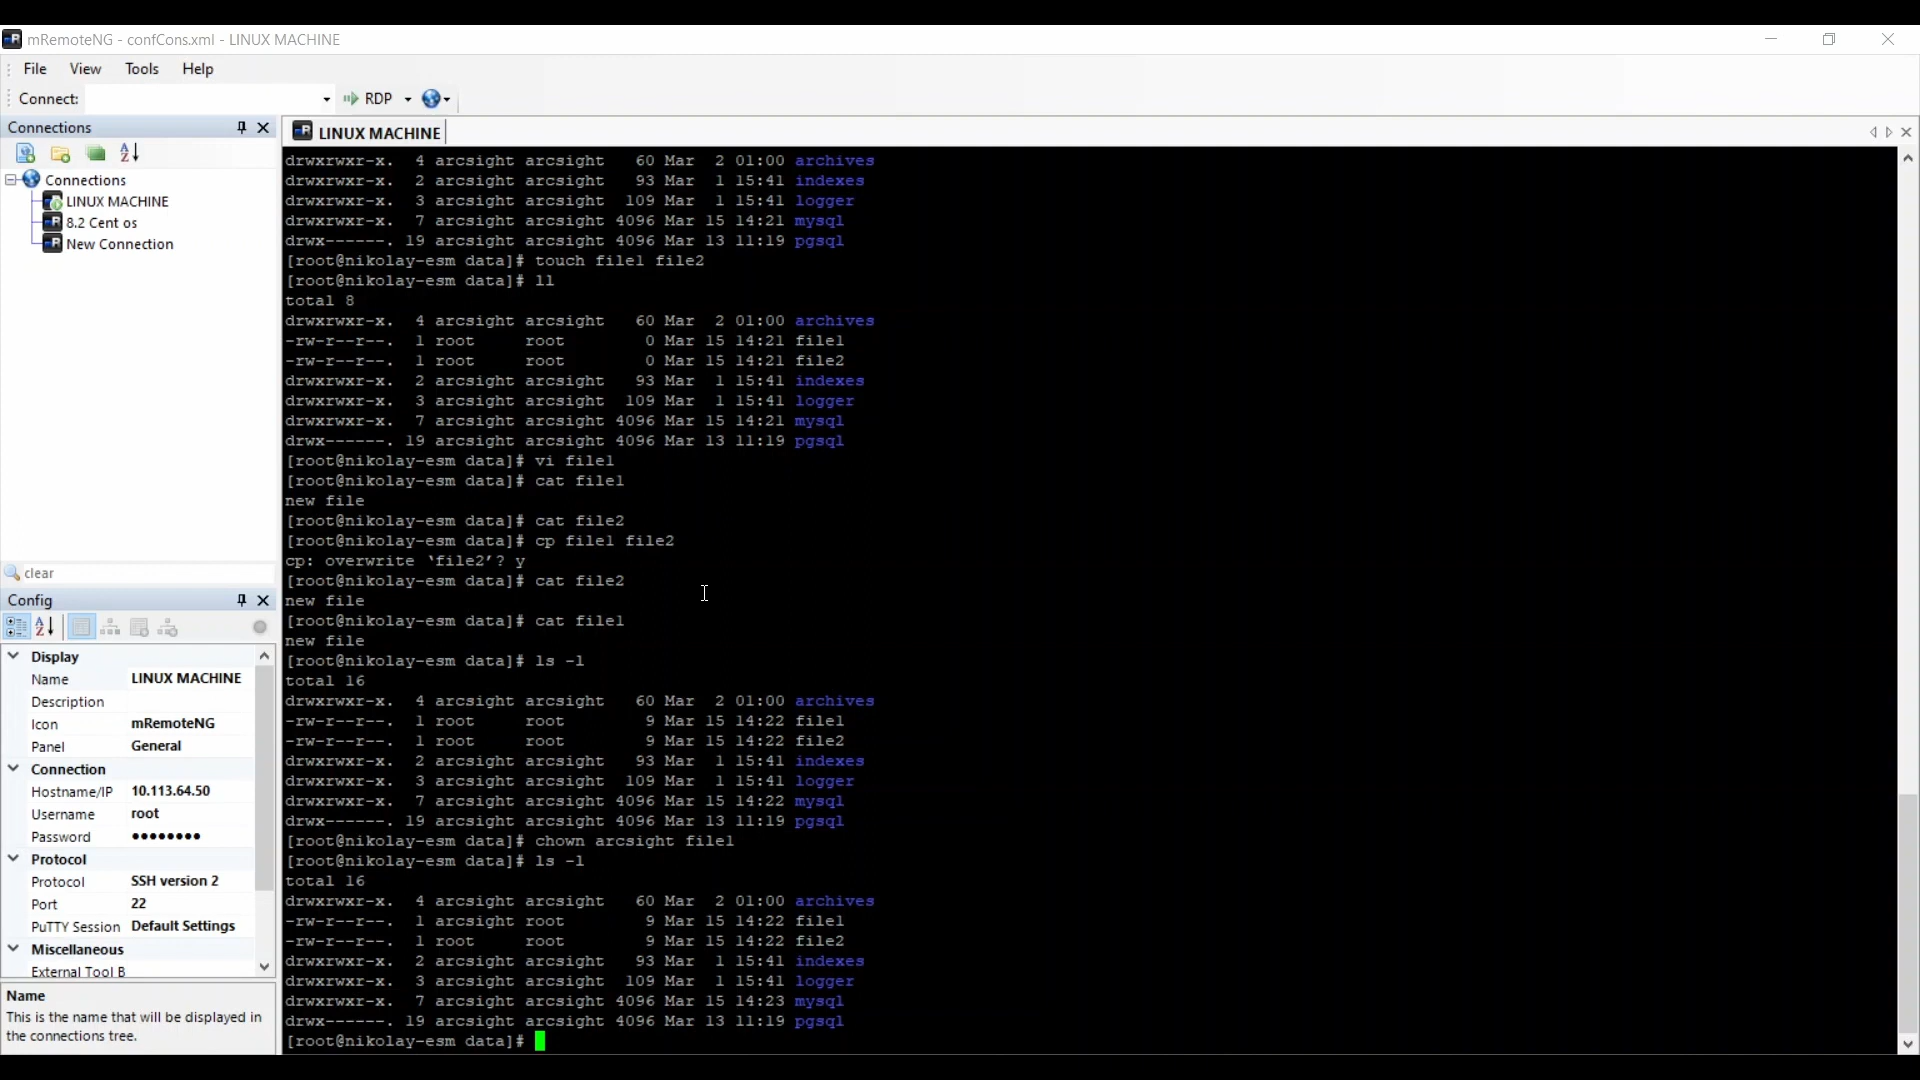 mRemoteNG - confCons.xml - LINUX MACHINE
File View Tools Help
Connect: RDP
Connections
Connections
LINUX MACHINE
8.2 Cent os
New Connection
clear
Config
Display
Name LINUX MACHINE
Description
Icon mRemoteNG
Panel General
Connection
Hostname/IP 10.113.64.50
Username root
Password ●●●●●●●●
Protocol
Protocol SSH version 2
Port 22
PuTTY Session Default Settings
Miscellaneous
External Tool B
Name
This is the name that will be displayed in
the connections tree.
LINUX MACHINE
drwxrwxr-x. 4 arcsight arcsight 60 Mar 2 01:00 archives
drwxrwxr-x. 2 arcsight arcsight 93 Mar 1 15:41 indexes
drwxrwxr-x. 3 arcsight arcsight 109 Mar 1 15:41 logger
drwxrwxr-x. 7 arcsight arcsight 4096 Mar 15 14:21 mysql
drwx------. 19 arcsight arcsight 4096 Mar 13 11:19 pgsql
[root@nikolay-esm data]# touch file1 file2
[root@nikolay-esm data]# ll
total 8
drwxrwxr-x. 4 arcsight arcsight 60 Mar 2 01:00 archives
-rw-r--r--. 1 root root 0 Mar 15 14:21 file1
-rw-r--r--. 1 root root 0 Mar 15 14:21 file2
drwxrwxr-x. 2 arcsight arcsight 93 Mar 1 15:41 indexes
drwxrwxr-x. 3 arcsight arcsight 109 Mar 1 15:41 logger
drwxrwxr-x. 7 arcsight arcsight 4096 Mar 15 14:21 mysql
drwx------. 19 arcsight arcsight 4096 Mar 13 11:19 pgsql
[root@nikolay-esm data]# vi file1
[root@nikolay-esm data]# cat file1
new file
[root@nikolay-esm data]# cat file2
[root@nikolay-esm data]# cp file1 file2
cp: overwrite ‘file2’? y
[root@nikolay-esm data]# cat file2
new file
[root@nikolay-esm data]# cat file1
new file
[root@nikolay-esm data]# ls -l
total 16
drwxrwxr-x. 4 arcsight arcsight 60 Mar 2 01:00 archives
-rw-r--r--. 1 root root 9 Mar 15 14:22 file1
-rw-r--r--. 1 root root 9 Mar 15 14:22 file2
drwxrwxr-x. 2 arcsight arcsight 93 Mar 1 15:41 indexes
drwxrwxr-x. 3 arcsight arcsight 109 Mar 1 15:41 logger
drwxrwxr-x. 7 arcsight arcsight 4096 Mar 15 14:22 mysql
drwx------. 19 arcsight arcsight 4096 Mar 13 11:19 pgsql
[root@nikolay-esm data]# chown arcsight file1
[root@nikolay-esm data]# ls -l
total 16
drwxrwxr-x. 4 arcsight arcsight 60 Mar 2 01:00 archives
-rw-r--r--. 1 arcsight root 9 Mar 15 14:22 file1
-rw-r--r--. 1 root root 9 Mar 15 14:22 file2
drwxrwxr-x. 2 arcsight arcsight 93 Mar 1 15:41 indexes
drwxrwxr-x. 3 arcsight arcsight 109 Mar 1 15:41 logger
drwxrwxr-x. 7 arcsight arcsight 4096 Mar 15 14:23 mysql
drwx------. 19 arcsight arcsight 4096 Mar 13 11:19 pgsql
[root@nikolay-esm data]#